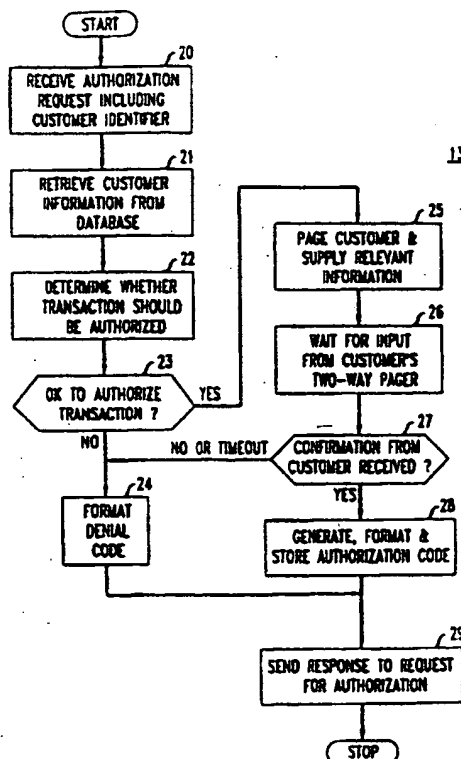 START
20
RECEIVE AUTHORIZATION
REQUEST INCLUDING
CUSTOMER IDENTIFIER
21
RETRIEVE CUSTOMER
INFORMATION FROM
DATABASE
22
DETERMINE WHETHER
TRANSACTION SHOULD
BE AUTHORIZED
23
OK TO AUTHORIZE
TRANSACTION ?
YES
NO
24
FORMAT
DENIAL
CODE
13
25
PAGE CUSTOMER &
SUPPLY RELEVANT
INFORMATION
26
WAIT FOR INPUT
FROM CUSTOMER'S
TWO-WAY PAGER
27
CONFIRMATION FROM
CUSTOMER RECEIVED ?
NO OR TIMEOUT
YES
28
GENERATE, FORMAT &
STORE AUTHORIZATION CODE
29
SEND RESPONSE TO REQUEST
FOR AUTHORIZATION
STOP